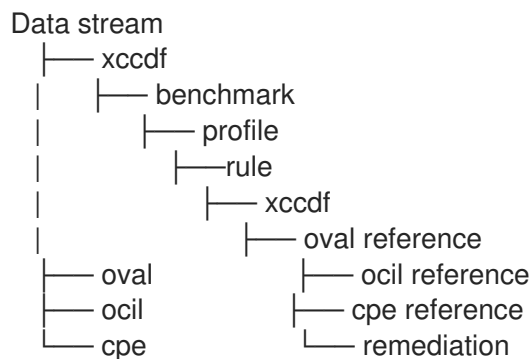 Data stream
├── xccdf
| ├── benchmark
| ├── profile
| ├──rule
| ├── xccdf
| ├── oval reference
├── oval ├── ocil reference
├── ocil ├── cpe reference
└── cpe └── remediation